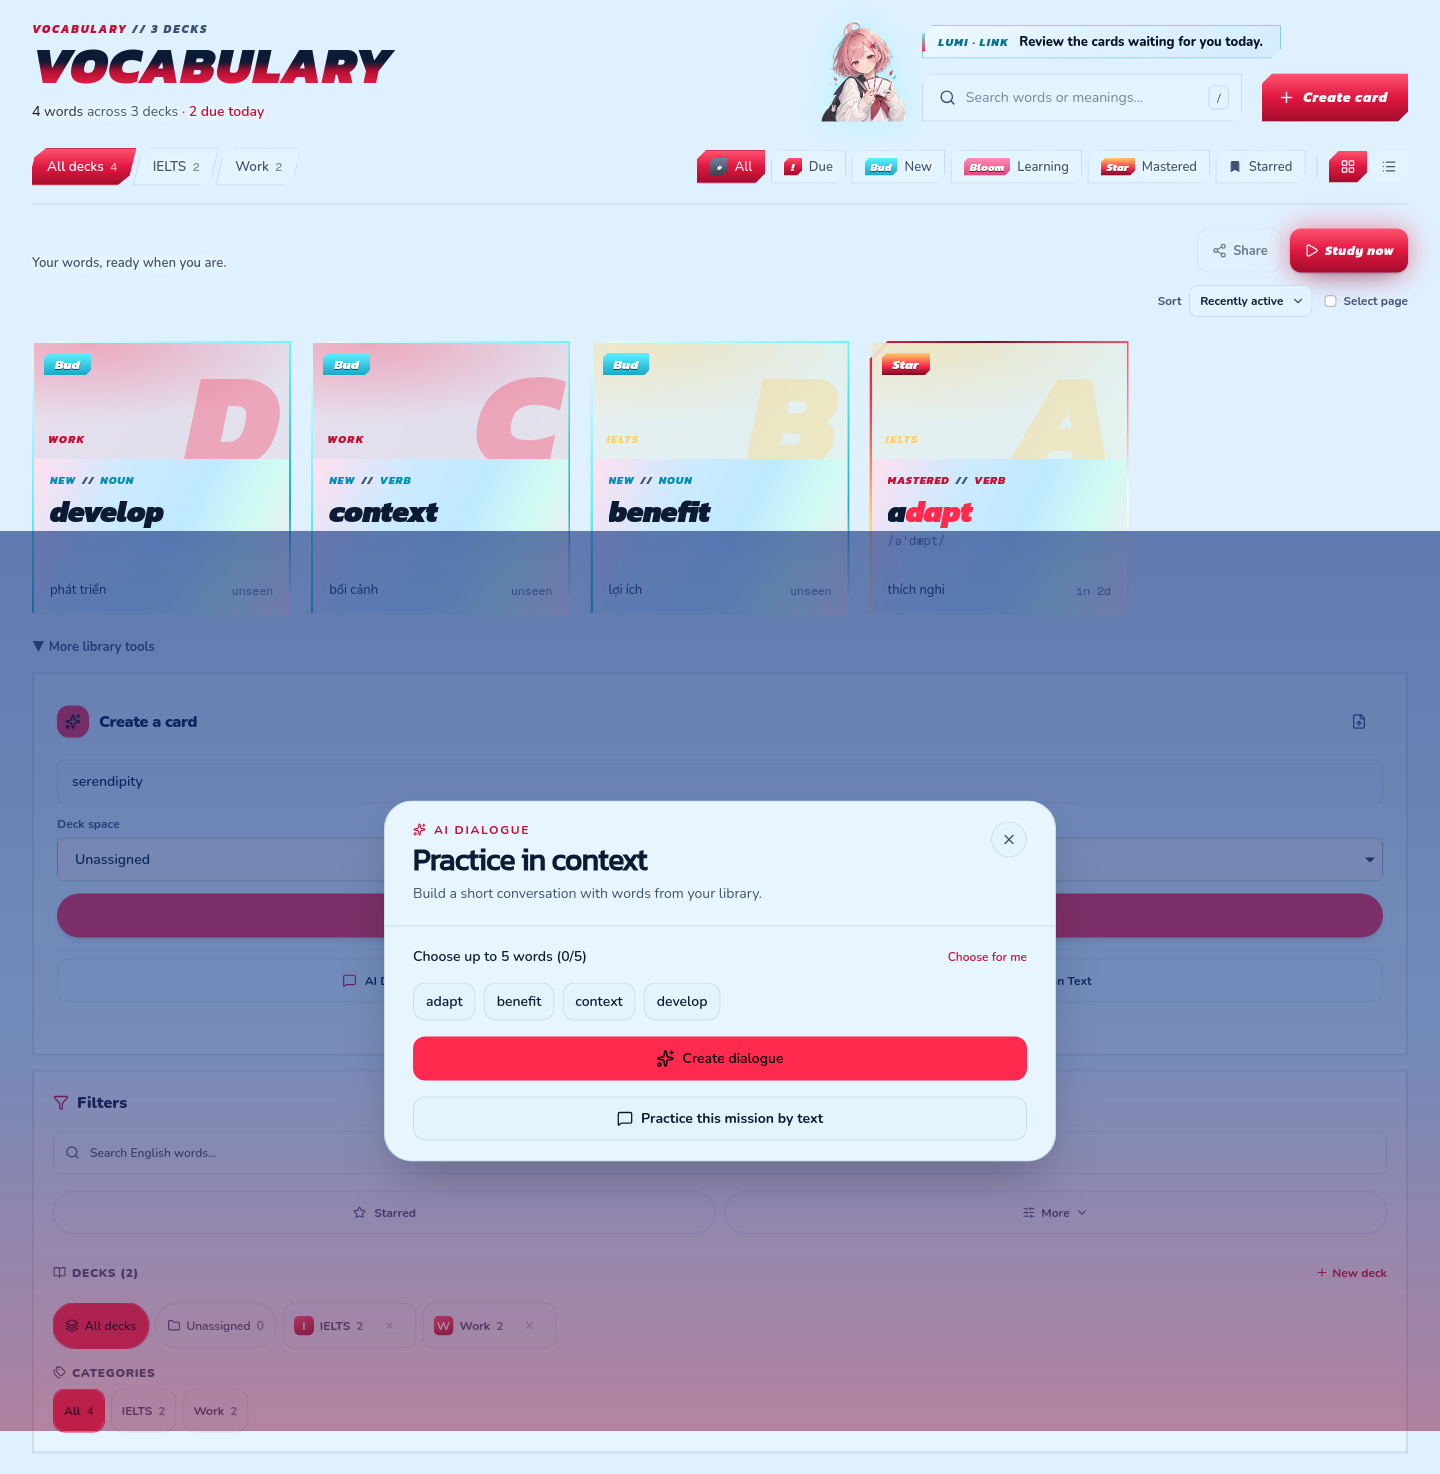 VOCABULARY // 3 DECKS
VOCABULARY
4 words across 3 decks · 2 due today
LUMI · LINK Review the cards waiting for you today.
Search words or meanings... /
+ Create card
All decks 4 IELTS 2 Work 2
All ! Due Bud New Bloom Learning Star Mastered Starred
Your words, ready when you are.
Share Study now
Sort Recently active Select page
Bud
D
WORK
NEW // NOUN
develop
phát triển unseen
Bud
C
WORK
NEW // VERB
context
bối cảnh unseen
Bud
B
IELTS
NEW // NOUN
benefit
lợi ích unseen
Star
A
IELTS
MASTERED // VERB
adapt
/ə'dæpt/
thích nghi in 2d
▼ More library tools
Create a card
serendipity
Deck space
Unassigned
AI D
n Text
AI DIALOGUE
Practice in context
Build a short conversation with words from your library.
Choose up to 5 words (0/5) Choose for me
adapt benefit context develop
Create dialogue
Practice this mission by text
Filters
Search English words...
Starred More
DECKS (2) + New deck
All decks Unassigned 0 I IELTS 2 × W Work 2 ×
CATEGORIES
All 4 IELTS 2 Work 2